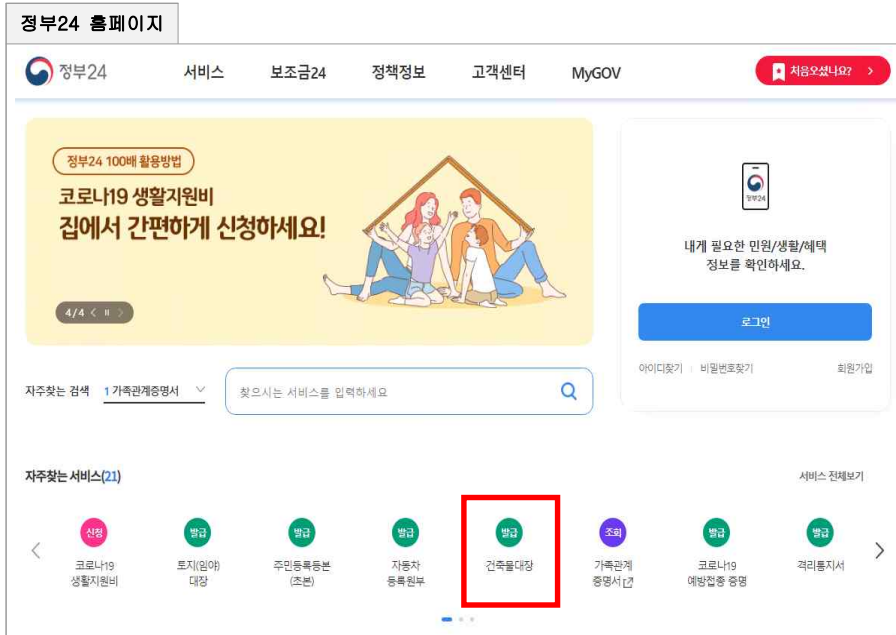 정부24 홈페이지
정부24 서비스 보조금24 정책정보 고객센터 MyGOV 처음오셨나요? >
정부24 100배 활용방법
코로나19 생활지원비
집에서 간편하게 신청하세요!
4/4 < II >
정부24
내게 필요한 민원/생활/혜택
정보를 확인하세요.
로그인
아이디찾기 | 비밀번호찾기 회원가입
자주찾는 검색 1 가족관계증명서 찾으시는 서비스를 입력하세요
자주찾는 서비스(21) 서비스 전체보기
신청 발급 발급 발급 발급 조회 발급 발급
코로나19 토지(임야) 주민등록등본 자동차 건축물대장 가족관계 코로나19 격리통지서
생활지원비 대장 (초본) 등록원부 증명서 예방접종 증명